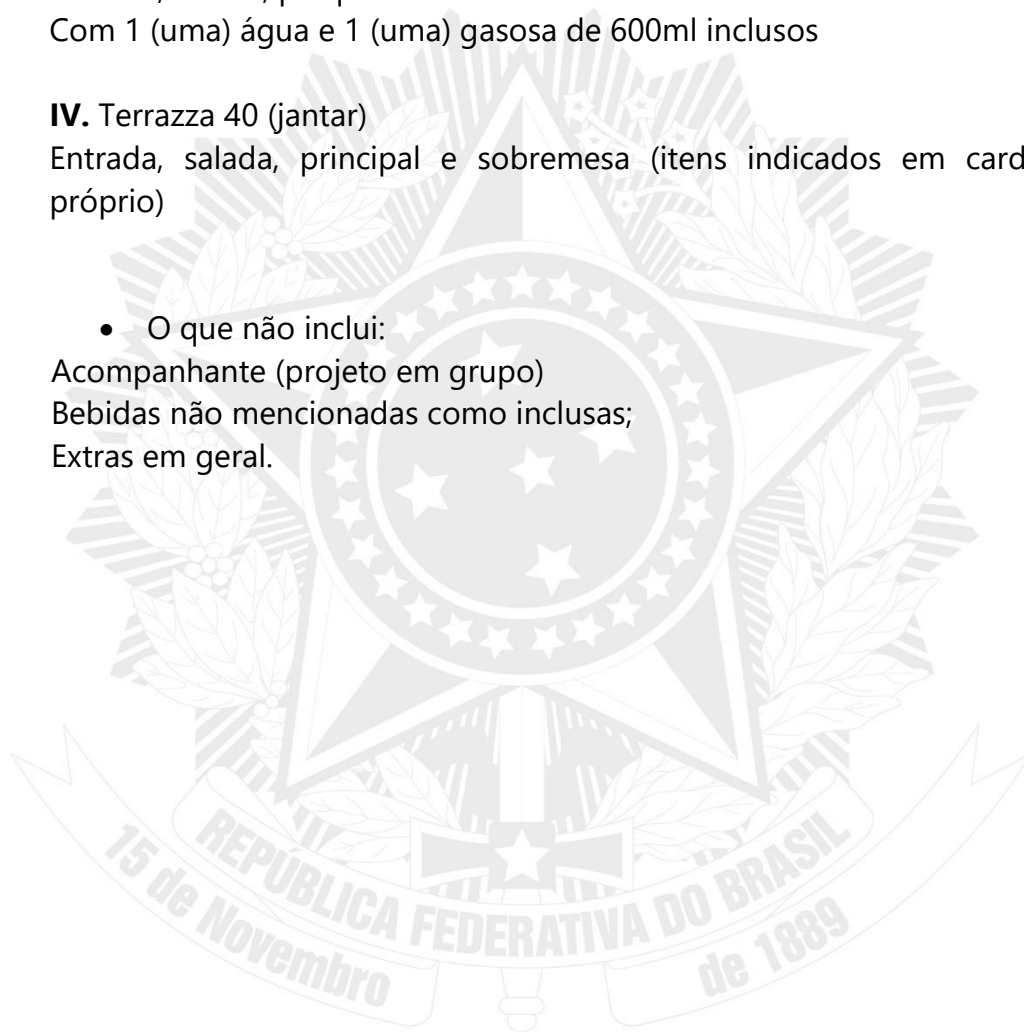 Com 1 (uma) água e 1 (uma) gasosa de 600ml inclusos
IV. Terrazza 40 (jantar)
Entrada, salada, principal e sobremesa (itens indicados em card
próprio)
• O que não inclui:
Acompanhante (projeto em grupo)
Bebidas não mencionadas como inclusas;
Extras em geral.
REPÚBLICA FEDERATIVA DO BRASIL
15 de Novembro de 1889